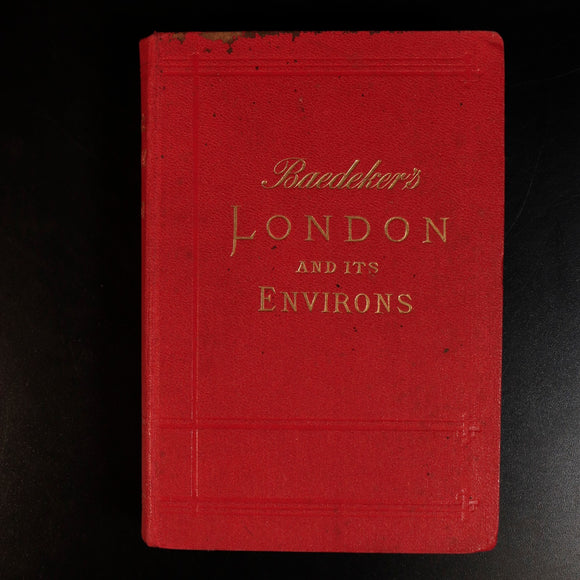 Baedeker's
LONDON
AND ITS
ENVIRONS